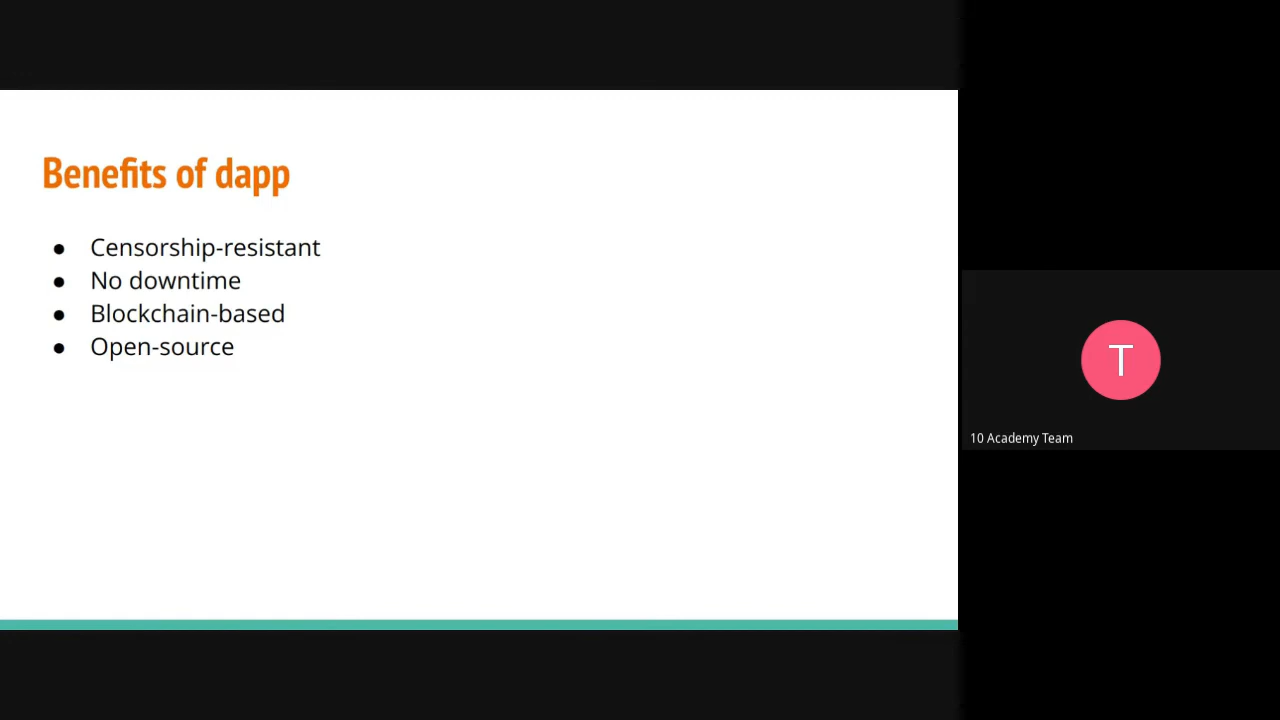 Benefits of dapp
● Censorship-resistant
● No downtime
● Blockchain-based
● Open-source
T
10 Academy Team